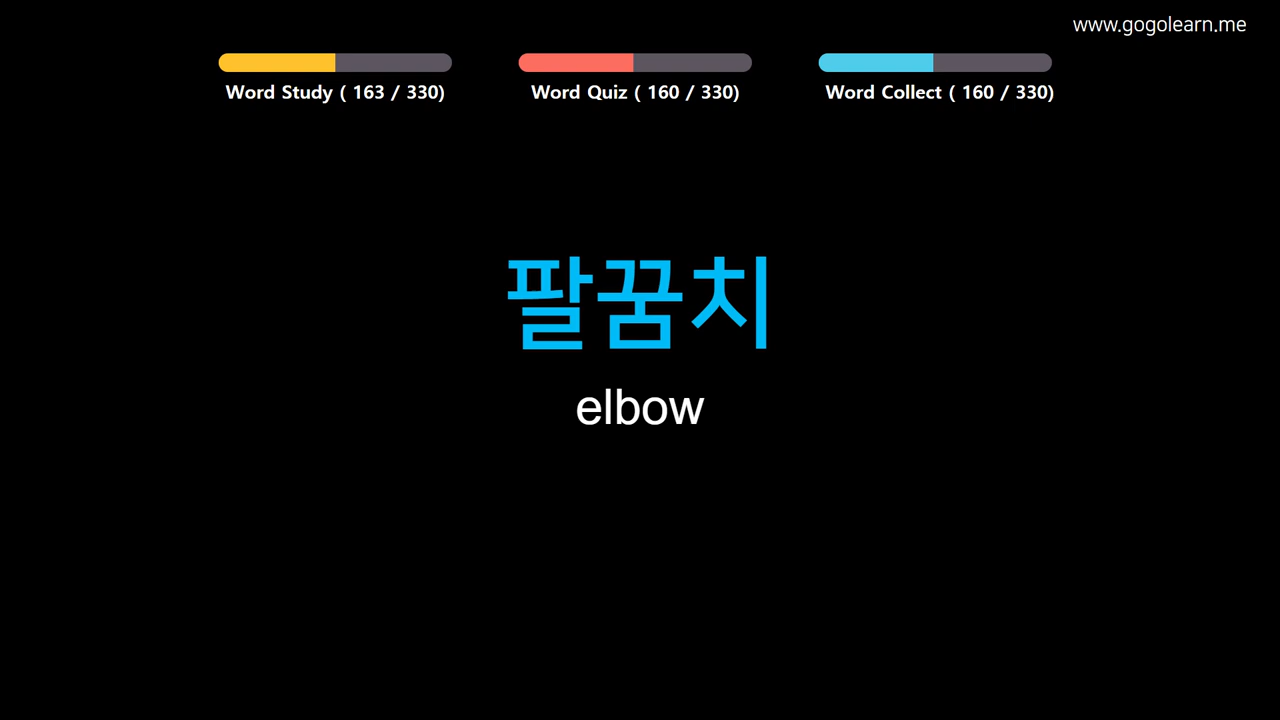 www.gogolearn.me
Word Study ( 163 / 330)
Word Quiz ( 160 / 330)
Word Collect ( 160 / 330)
팔꿈치
elbow